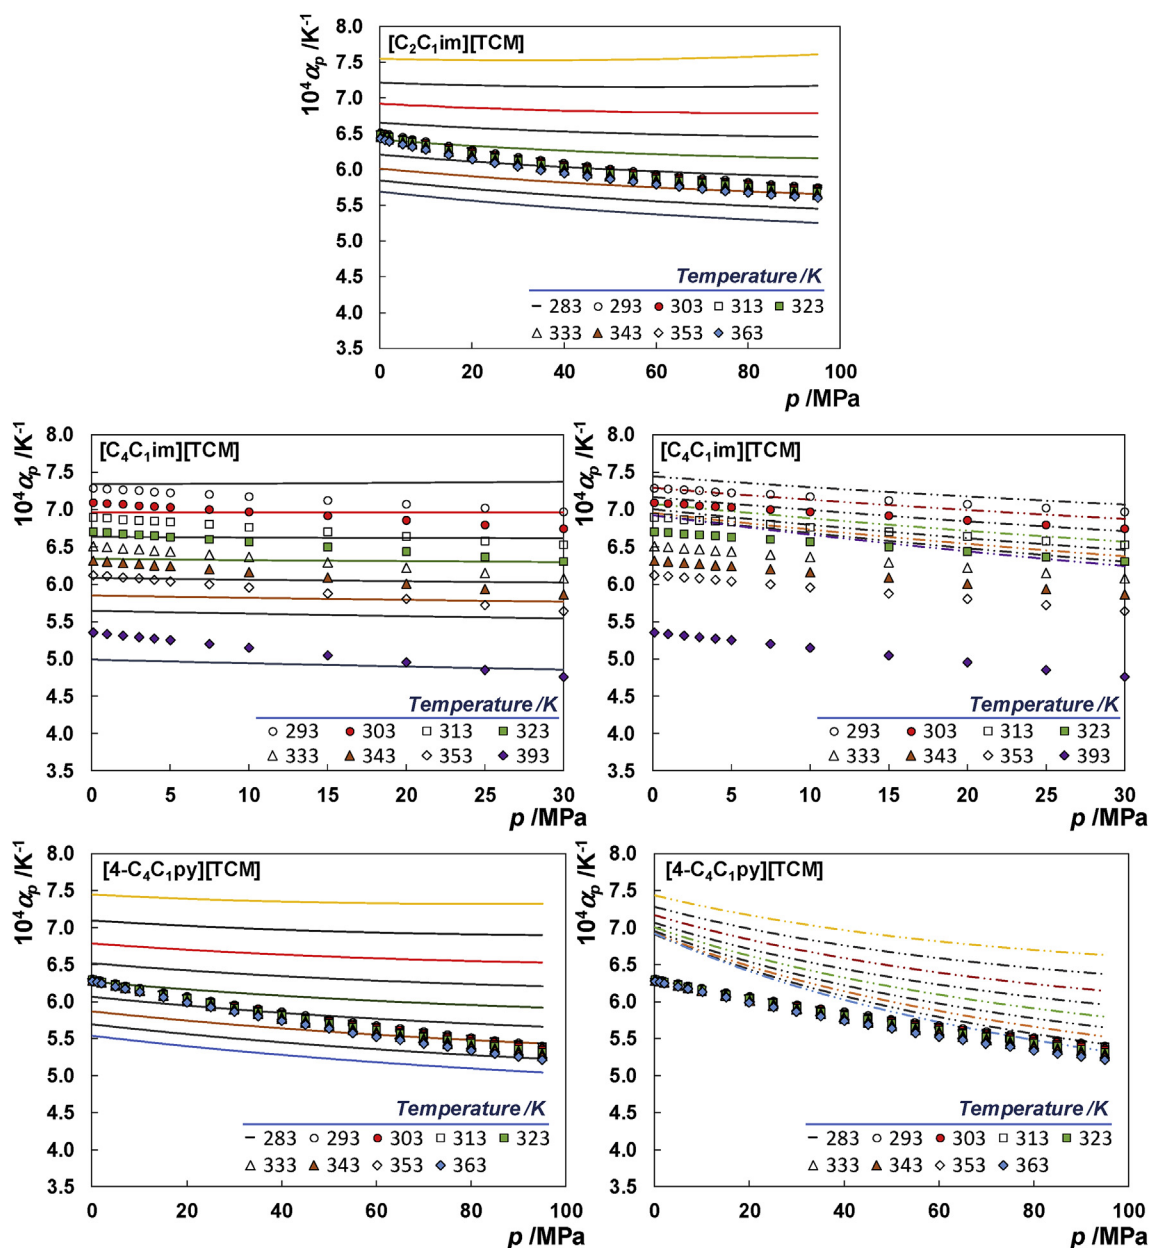 [C₂C₁im][TCM]
10⁴αₚ /K⁻¹
8.0
7.5
7.0
6.5
6.0
5.5
5.0
4.5
4.0
3.5
Temperature /K
283 293 303 313 323
333 343 353 363
0 20 40 60 80 100
p /MPa
[C₄C₁im][TCM]
10⁴αₚ /K⁻¹
8.0
7.5
7.0
6.5
6.0
5.5
5.0
4.5
4.0
3.5
Temperature /K
293 303 313 323
333 343 353 393
0 5 10 15 20 25 30
p /MPa
[C₄C₁im][TCM]
10⁴αₚ /K⁻¹
8.0
7.5
7.0
6.5
6.0
5.5
5.0
4.5
4.0
3.5
Temperature /K
293 303 313 323
333 343 353 393
0 5 10 15 20 25 30
p /MPa
[4-C₄C₁py][TCM]
10⁴αₚ /K⁻¹
8.0
7.5
7.0
6.5
6.0
5.5
5.0
4.5
4.0
3.5
Temperature /K
283 293 303 313 323
333 343 353 363
0 20 40 60 80 100
p /MPa
[4-C₄C₁py][TCM]
10⁴αₚ /K⁻¹
8.0
7.5
7.0
6.5
6.0
5.5
5.0
4.5
4.0
3.5
Temperature /K
283 293 303 313 323
333 343 353 363
0 20 40 60 80 100
p /MPa